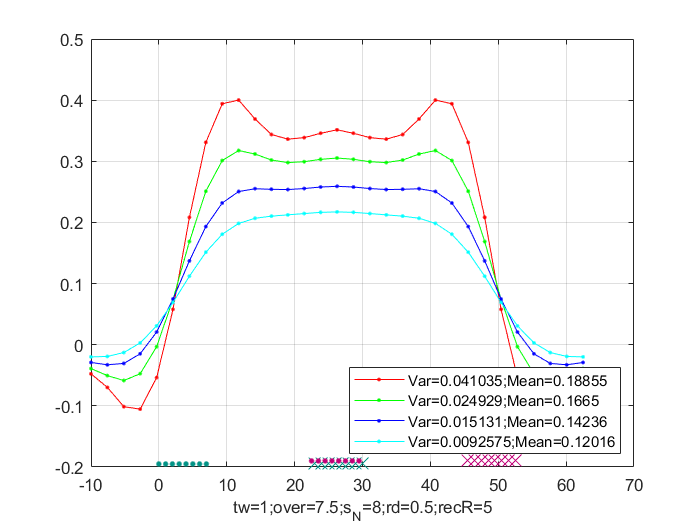 0.5
0.4
0.3
0.2
0.1
0
-0.1
-0.2
Var=0.041035;Mean=0.18855
Var=0.024929;Mean=0.1665
Var=0.015131;Mean=0.14236
Var=0.0092575;Mean=0.12016
-10 0 10 20 30 40 50 60 70
tw=1;over=7.5;s_N=8;rd=0.5;recR=5